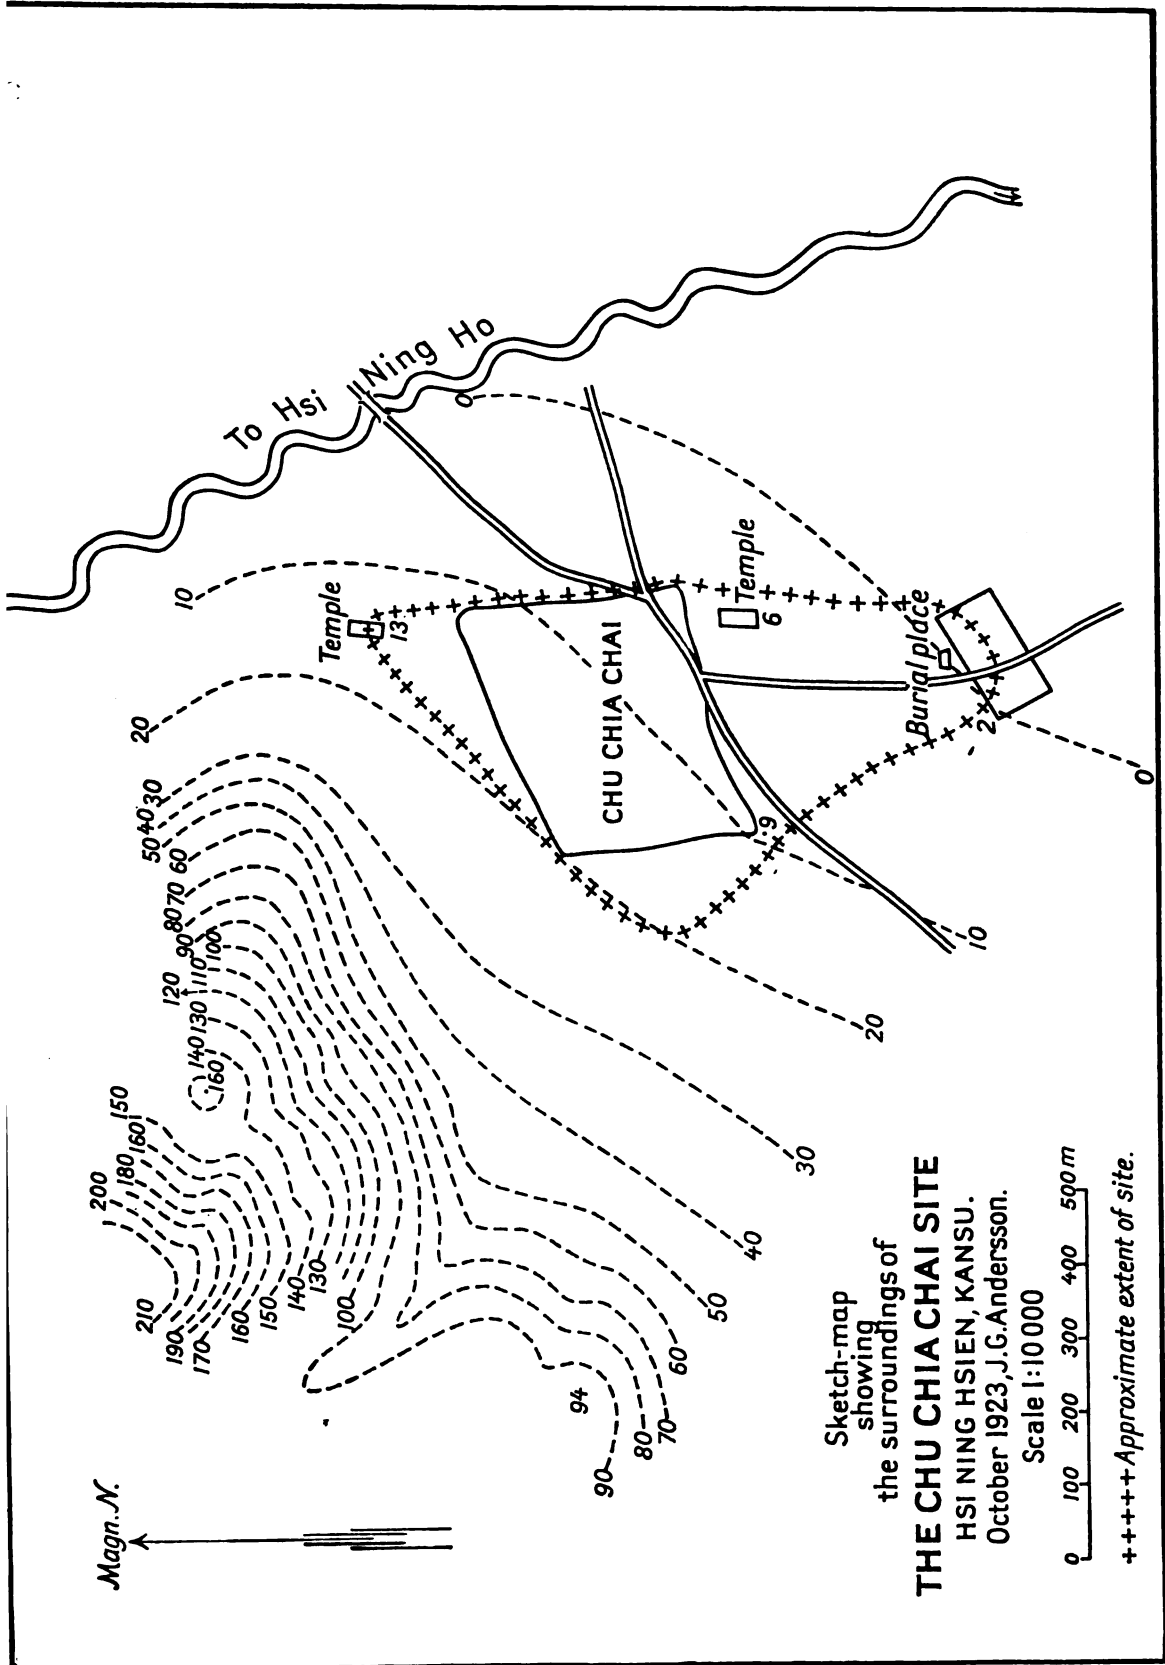 Magn. N.
To Hsi Ning Ho
Temple
13
Temple
6
CHU CHIA CHAI
Burial place
2
1·9
0
0
10
10
20
20
30
30
40
40
50
50
60
60
70
70
80
80
90
90
94
100
100
110
120
130
130
140
140
150
150
160
160
160
170
180
190
200
210
Sketch-map
showing
the surroundings of
THE CHU CHIA CHAI SITE
HSI NING HSIEN, KANSU.
October 1923, J.G. Andersson.
Scale 1:10000
0 100 200 300 400 500m
+++++ Approximate extent of site.